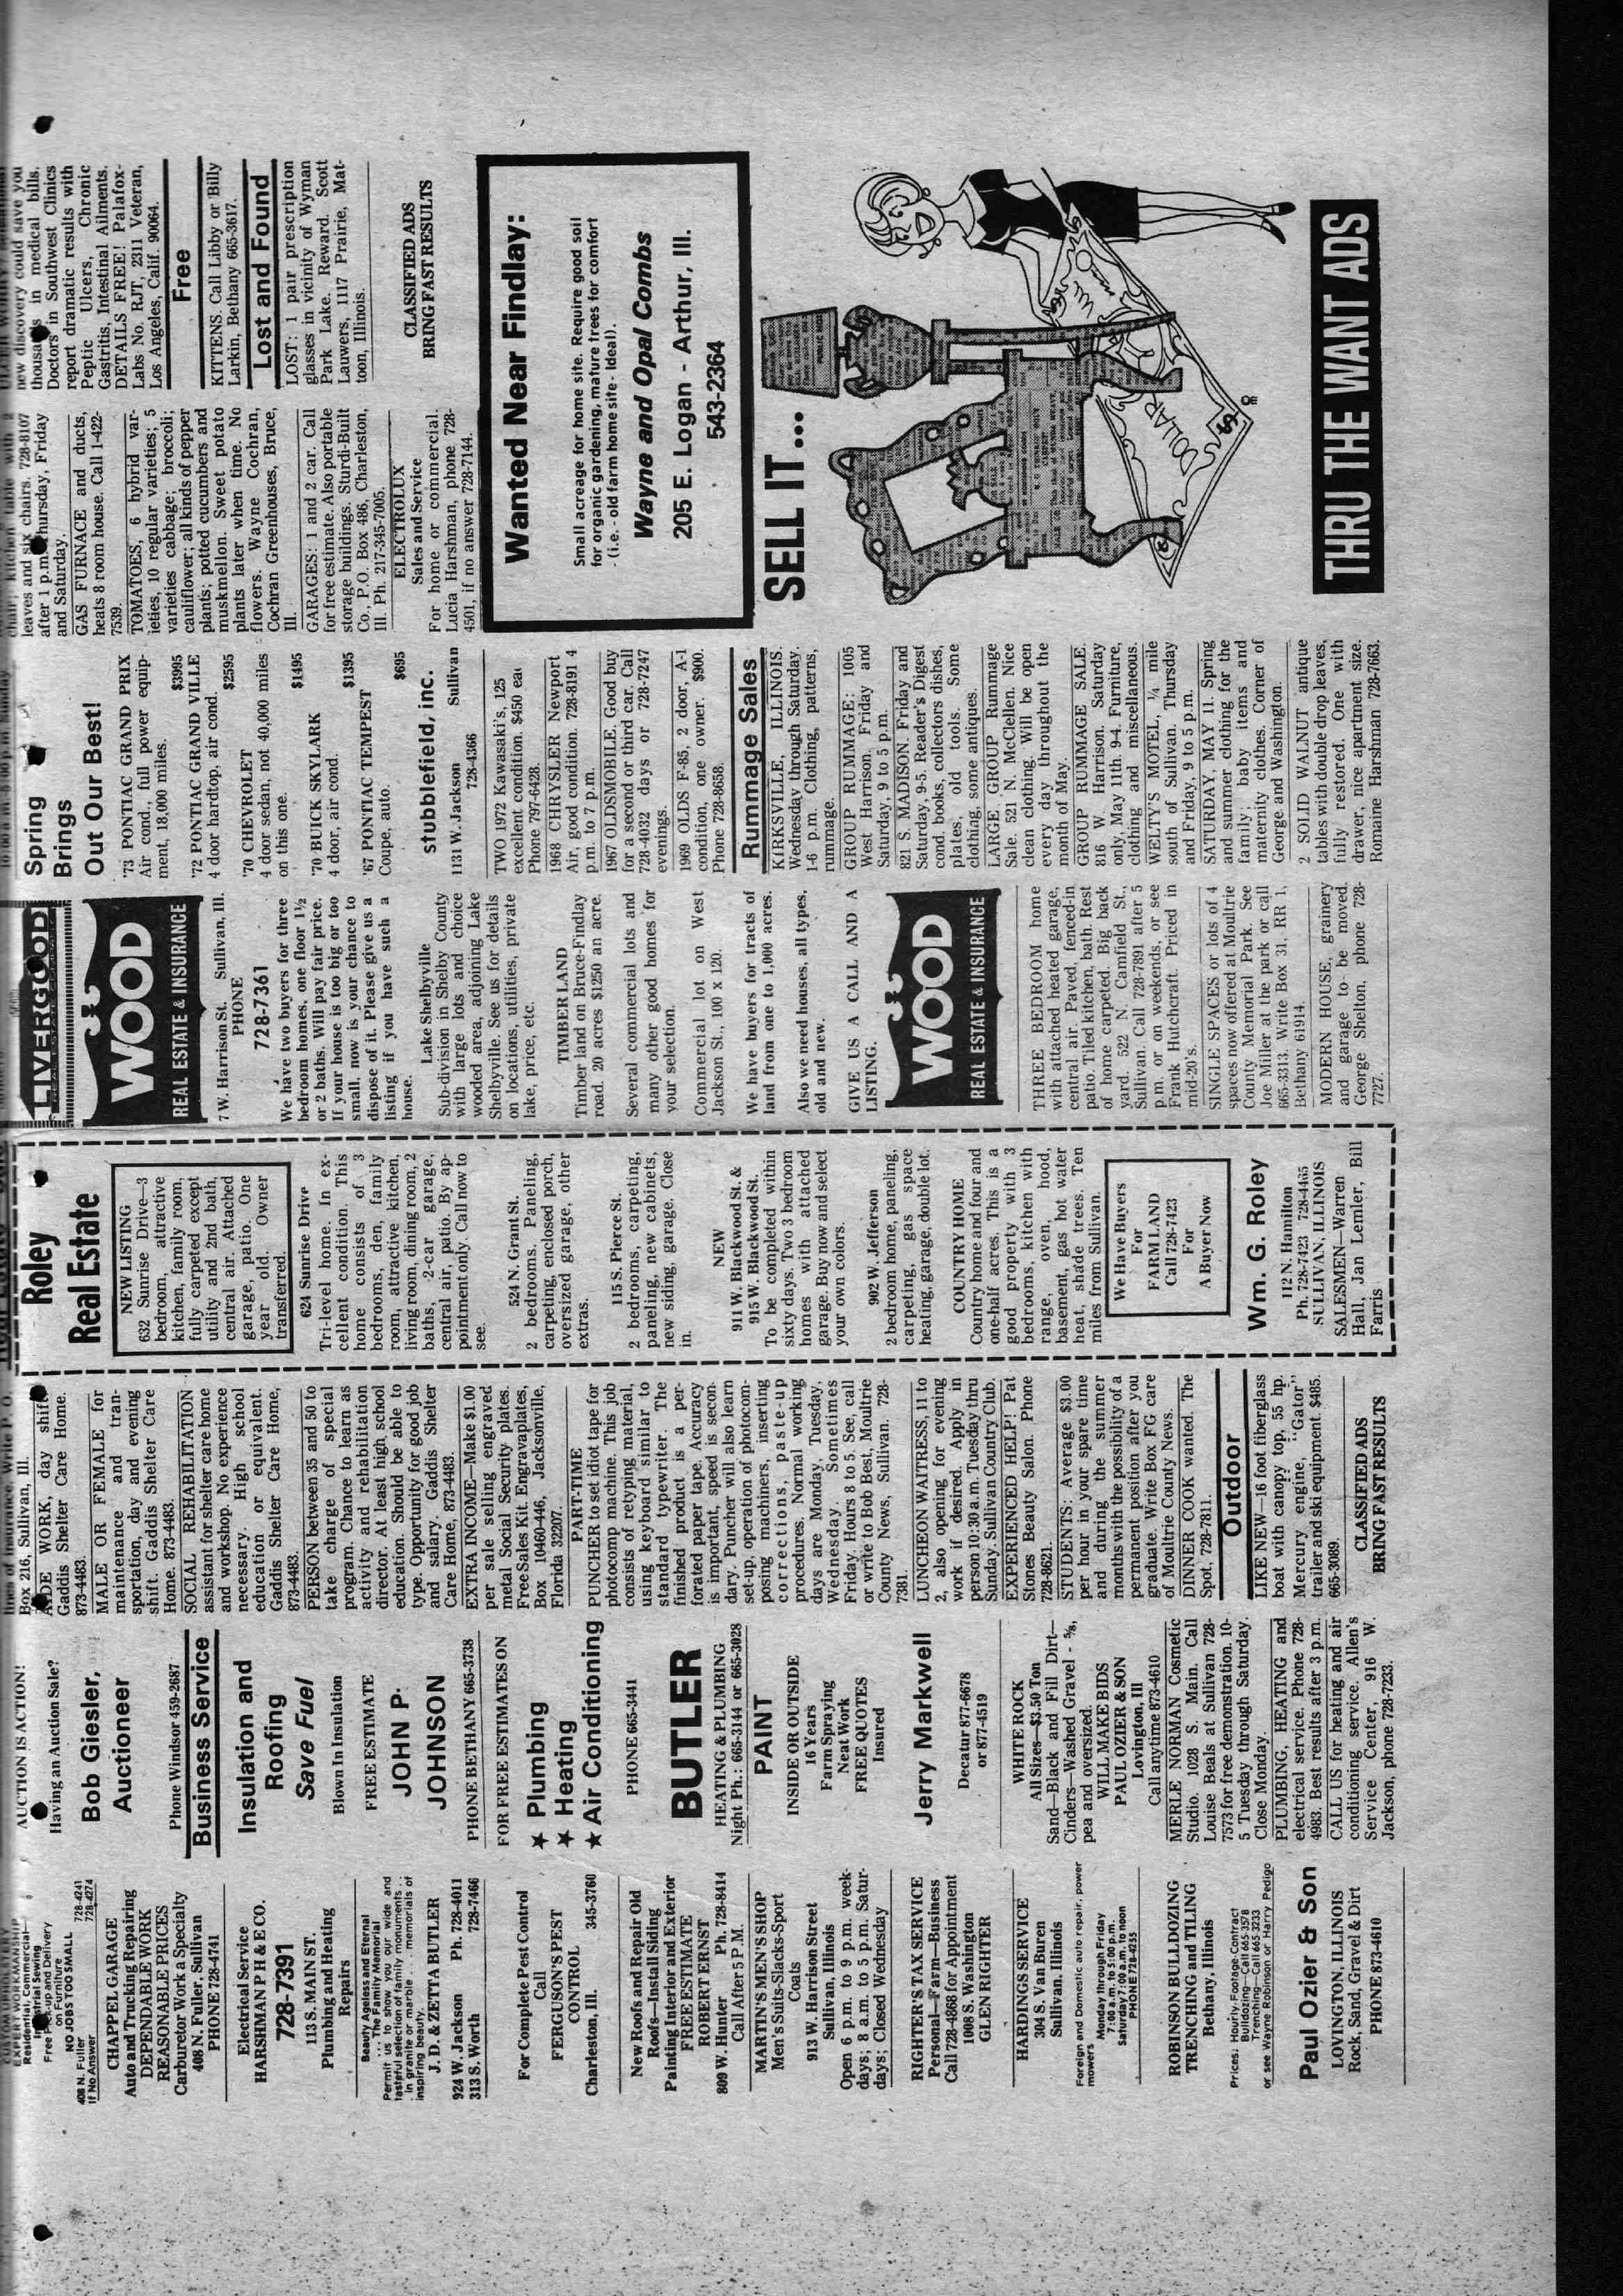 EXPERT WORKMANSHIP
Residential, Commercial—
Industrial Sewing
Free Pick-up and Delivery
on Furniture
NO JOBS TOO SMALL
408 N. Fuller 728-4241
If No Answer 728-4274
CHAPPEL GARAGE
Auto and Trucking Repairing
DEPENDABLE WORK
REASONABLE PRICES
Carburetor Work a Specialty
408 N. Fuller, Sullivan
PHONE 728-4741
Electrical Service
HARSHMAN P H & E CO.
728-7391
113 S. MAIN ST.
Plumbing and Heating
Repairs
Beauty Ageless and Eternal
... The Family Memorial
Permit us to show you our wide and
tasteful selection of family monuments . .
. in granite or marble . . . memorials of
inspiring beauty.
J. D. & ZETTA BUTLER
924 W. Jackson Ph. 728-4011
313 S. Worth 728-7466
For Complete Pest Control
Call
FERGUSON'S PEST
CONTROL
Charleston, Ill. 345-3760
New Roofs and Repair Old
Roofs—Install Siding
Painting Interior and Exterior
FREE ESTIMATE
ROBERT ERNST
809 W. Hunter Ph. 728-8414
Call After 5 P.M.
MARTIN'S MEN'S SHOP
Men's Suits-Slacks-Sport
Coats
913 W. Harrison Street
Sullivan, Illinois
Open 6 p.m. to 9 p.m. week-
days; 8 a.m. to 5 p.m. Satur-
days; Closed Wednesday
RIGHTER'S TAX SERVICE
Personal—Farm—Business
Call 728-4868 for Appointment
1008 S. Washington
GLEN RIGHTER
HARDINGS SERVICE
304 S. Van Buren
Sullivan, Illinois
Foreign and Domestic auto repair, power
mowers
Monday through Friday
7:00 a.m. to 5:00 p.m.
Saturday 7:00 a.m. to noon
PHONE 728-4255
ROBINSON BULLDOZING
TRENCHING and TILING
Bethany, Illinois
Prices: Hourly-Footage-Contract
Bulldozing—Call 665-3578
Trenching—Call 665-3233
or see Wayne Robinson or Harry Pedigo
Paul Ozier & Son
LOVINGTON, ILLINOIS
Rock, Sand, Gravel & Dirt
PHONE 873-4610
AUCTION IS ACTION!
Having an Auction Sale?
Bob Giesler,
Auctioneer
Phone Windsor 459-2687
Business Service
Insulation and
Roofing
Save Fuel
Blown In Insulation
FREE ESTIMATE
JOHN P.
JOHNSON
PHONE BETHANY 665-3738
FOR FREE ESTIMATES ON
★ Plumbing
★ Heating
★ Air Conditioning
PHONE 665-3441
BUTLER
HEATING & PLUMBING
Night Ph.: 665-3144 or 665-3028
PAINT
INSIDE OR OUTSIDE
16 Years
Farm Spraying
Neat Work
FREE QUOTES
Insured
Jerry Markwell
Decatur 877-6678
or 877-4519
WHITE ROCK
All Sizes—$3.50 Ton
Sand—Black and Fill Dirt—
Cinders—Washed Gravel - ⅝,
pea and oversized.
WILL MAKE BIDS
PAUL OZIER & SON
Lovington, Ill
Call anytime 873-4610
MERLE NORMAN Cosmetic
Studio. 1028 S. Main. Call
Louise Beals at Sullivan 728-
7573 for free demonstration. 10-
5 Tuesday through Saturday.
Close Monday.
PLUMBING, HEATING and
electrical service. Phone 728-
4983. Best results after 3 p.m.
CALL US for heating and air
conditioning service. Allen's
Service Center, 916 W.
Jackson, phone 728-7233.
Box 216, Sullivan, Ill.
AIDE WORK, day shift.
Gaddis Shelter Care Home.
873-4483.
MALE OR FEMALE for
maintenance and tran-
sportation, day and evening
shift. Gaddis Shelter Care
Home. 873-4483.
SOCIAL REHABILITATION
assistant for shelter care home
and workshop. No experience
necessary. High school
education or equivalent.
Gaddis Shelter Care Home,
873-4483.
PERSON between 35 and 50 to
take charge of special
program. Chance to learn as
activity and rehabilitation
director. At least high school
education. Should be able to
type. Opportunity for good job
and salary. Gaddis Shelter
Care Home, 873-4483.
EXTRA INCOME—Make $1.00
per sale selling engraved
metal Social Security plates.
Free Sales Kit. Engravaplates,
Box 10460-446, Jacksonville,
Florida 32207.
PART-TIME
PUNCHER to set idiot tape for
photocomp machine. This job
consists of retyping material,
using keyboard similar to
standard typewriter. The
finished product is a per-
forated paper tape. Accuracy
is important, speed is secon-
dary. Puncher will also learn
set-up, operation of photocom-
posing machiners, inserting
corrections, paste-up
procedures. Normal working
days are Monday, Tuesday,
Wednesday. Sometimes
Friday. Hours 8 to 5. See, call
or write to Bob Best, Moultrie
County News, Sullivan. 728-
7381.
LUNCHEON WAITRESS, 11 to
2, also opening for evening
work if desired. Apply in
person 10:30 a.m. Tuesday thru
Sunday. Sullivan Country Club.
EXPERIENCED HELP! Pat
Stones Beauty Salon. Phone
728-8621.
STUDENTS: Average $3.00
per hour in your spare time
and during the summer
months with the possibility of a
permanent position after you
graduate. Write Box FG care
of Moultrie County News.
DINNER COOK wanted. The
Spot, 728-7811.
Outdoor
LIKE NEW—16 foot fiberglass
boat with canopy top, 55 hp.
Mercury engine, "Gator"
trailer and ski equipment. $485.
665-3089.
CLASSIFIED ADS
BRING FAST RESULTS
Roley
Real Estate
NEW LISTING
632 Sunrise Drive—3
bedroom, attractive
kitchen, family room,
fully carpeted except
utility and 2nd bath,
central air. Attached
garage, patio. One
year old. Owner
transferred.
624 Sunrise Drive
Tri-level home. In ex-
cellent condition. This
home consists of 3
bedrooms, den, family
room, attractive kitchen,
living room, dining room, 2
baths, 2-car garage,
central air, patio. By ap-
pointment only. Call now to
see.
524 N. Grant St.
2 bedrooms. Paneling,
carpeting, enclosed porch,
oversized garage, other
extras.
115 S. Pierce St.
2 bedrooms, carpeting,
paneling, new cabinets,
new siding, garage. Close
in.
NEW
911 W. Blackwood St. &
915 W. Blackwood St.
To be completed within
sixty days. Two 3 bedroom
homes with attached
garage. Buy now and select
your own colors.
902 W. Jefferson
2 bedroom home, paneling,
carpeting, gas space
heating, garage, double lot.
COUNTRY HOME
Country home and four and
one-half acres. This is a
good property with 3
bedrooms, kitchen with
range, oven, hood,
basement, gas hot water
heat, shade trees. Ten
miles from Sullivan.
We Have Buyers
For
FARM LAND
Call 728-7423
For
A Buyer Now
Wm. G. Roley
112 N. Hamilton
Ph. 728-7423 728-4465
SULLIVAN, ILLINOIS
SALESMEN—Warren
Hall, Jan Lemler, Bill
Farris
LIVERGOOD
WOOD
REAL ESTATE & INSURANCE
7 W. Harrison St. Sullivan, Ill.
PHONE
728-7361
We have two buyers for three
bedroom homes, one floor 1½
or 2 baths. Will pay fair price.
If your house is too big or too
small, now is your chance to
dispose of it. Please give us a
listing if you have such a
house.
Lake Shelbyville
Sub-division in Shelby County
with large lots and choice
wooded area, adjoining Lake
Shelbyville. See us for details
on locations, utilities, private
lake, price, etc.
TIMBER LAND
Timber land on Bruce-Findlay
road. 20 acres $1250 an acre.
Several commercial lots and
many other good homes for
your selection.
Commercial lot on West
Jackson St., 100 x 120.
We have buyers for tracts of
land from one to 1,000 acres.
Also we need houses, all types,
old and new.
GIVE US A CALL AND A
LISTING.
WOOD
REAL ESTATE & INSURANCE
THREE BEDROOM home
with attached heated garage,
central air. Paved, fenced-in
patio. Tiled kitchen, bath. Rest
of home carpeted. Big back
yard. 522 N. Camfield St.,
Sullivan. Call 728-7891 after 5
p.m. or on weekends, or see
Frank Hutchcraft. Priced in
mid-20's.
SINGLE SPACES or lots of 4
spaces now offered at Moultrie
County Memorial Park. See
Joe Miller at the park or call
665-3313. Write Box 31. RR 1,
Bethany 61914.
MODERN HOUSE, grainery
and garage to be moved.
George Shelton, phone 728-
7727.
Spring
Brings
Out Our Best!
'73 PONTIAC GRAND PRIX
Air cond., full power equip-
ment, 18,000 miles.
$3995
'72 PONTIAC GRAND VILLE
4 door hardtop, air cond.
$2595
'70 CHEVROLET
4 door sedan, not 40,000 miles
on this one.
$1495
'70 BUICK SKYLARK
4 door, air cond.
$1395
'67 PONTIAC TEMPEST
Coupe, auto.
$695
stubblefield, inc.
1131 W. Jackson Sullivan
728-4366
TWO 1972 Kawasaki's, 125
excellent condition. $450 each
Phone 797-6428.
1968 CHRYSLER Newport
Air, good condition. 728-8191 4
p.m. to 7 p.m.
1967 OLDSMOBILE. Good buy
for a second or third car. Call
728-4032 days or 728-7247
evenings.
1969 OLDS F-85, 2 door, A-1
condition, one owner. $900.
Phone 728-8658.
Rummage Sales
KIRKSVILLE, ILLINOIS.
Wednesday through Saturday.
1-6 p.m. Clothing, patterns,
rummage.
GROUP RUMMAGE: 1005
West Harrison. Friday and
Saturday, 9 to 5 p.m.
821 S. MADISON. Friday and
Saturday, 9-5. Reader's Digest
cond. books, collectors dishes,
plates, old tools. Some
clothing, some antiques.
LARGE GROUP Rummage
Sale. 521 N. McClellen. Nice
clean clothing. Will be open
every day throughout the
month of May.
GROUP RUMMAGE SALE.
816 W. Harrison. Saturday
only, May 11th. 9-4. Furniture,
clothing and miscellaneous.
WELTY'S MOTEL, ¼ mile
south of Sullivan. Thursday
and Friday, 9 to 5 p.m.
SATURDAY, MAY 11. Spring
and summer clothing for the
family; baby items and
maternity clothes. Corner of
George and Washington.
2 SOLID WALNUT antique
tables with double drop leaves,
fully restored. One with
drawer, nice apartment size.
Romaine Harshman 728-7663.
leaves and six chairs. 728-8107
after 1 p.m. Thursday, Friday
and Saturday.
GAS FURNACE and ducts,
heats 8 room house. Call 1-422-
7539.
TOMATOES, 6 hybrid var-
ieties, 10 regular varieties; 5
varieties cabbage; broccoli;
cauliflower; all kinds of pepper
plants; potted cucumbers and
muskmellon. Sweet potato
plants later when time. No
flowers. Wayne Cochran,
Cochran Greenhouses, Bruce,
Ill.
GARAGES: 1 and 2 car. Call
for free estimate. Also portable
storage buildings. Sturdi-Built
Co., P.O. Box 486, Charleston,
Ill. Ph. 217-345-7005.
ELECTROLUX
Sales and Service
For home or commercial.
Lucia Harshman, phone 728-
4501, if no answer 728-7144.
new discovery could save you
thousands in medical bills.
Doctors in Southwest Clinics
report dramatic results with
Peptic Ulcers, Chronic
Gastritis, Intestinal Ailments.
DETAILS FREE! Palafox-
Labs No. RJT, 2311 Veteran,
Los Angeles, Calif. 90064.
Free
KITTENS. Call Libby or Billy
Larkin, Bethany 665-3617.
Lost and Found
LOST: 1 pair prescription
glasses in vicinity of Wyman
Park Lake. Reward. Scott
Lauwers, 1117 Prairie, Mat-
toon, Illinois.
CLASSIFIED ADS
BRING FAST RESULTS
Wanted Near Findlay:
Small acreage for home site. Require good soil
for organic gardening, mature trees for comfort
(i.e. - old farm home site - Ideal).
Wayne and Opal Combs
205 E. Logan - Arthur, Ill.
543-2364
SELL IT...
DOLLAR
$
THRU THE WANT ADS